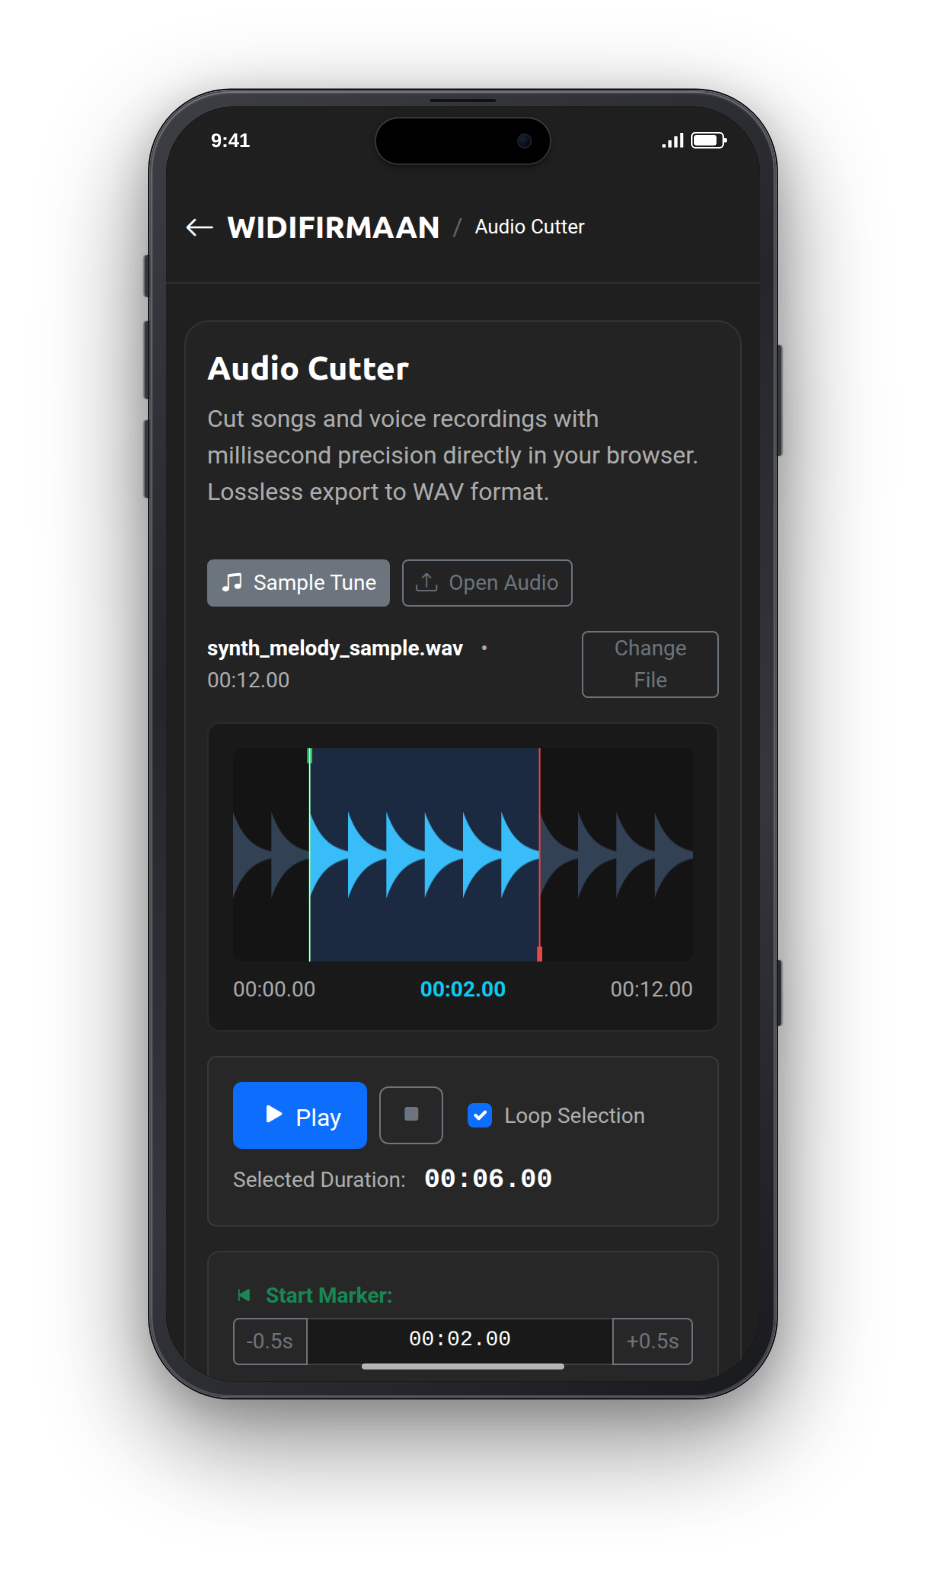 9:41
WIDIFIRMAAN / Audio Cutter
Audio Cutter
Cut songs and voice recordings with
millisecond precision directly in your browser.
Lossless export to WAV format.
Sample Tune Open Audio
synth_melody_sample.wav •
00:12.00
Change
File
00:00.00 00:02.00 00:12.00
Play Loop Selection
Selected Duration: 00:06.00
Start Marker:
-0.5s 00:02.00 +0.5s